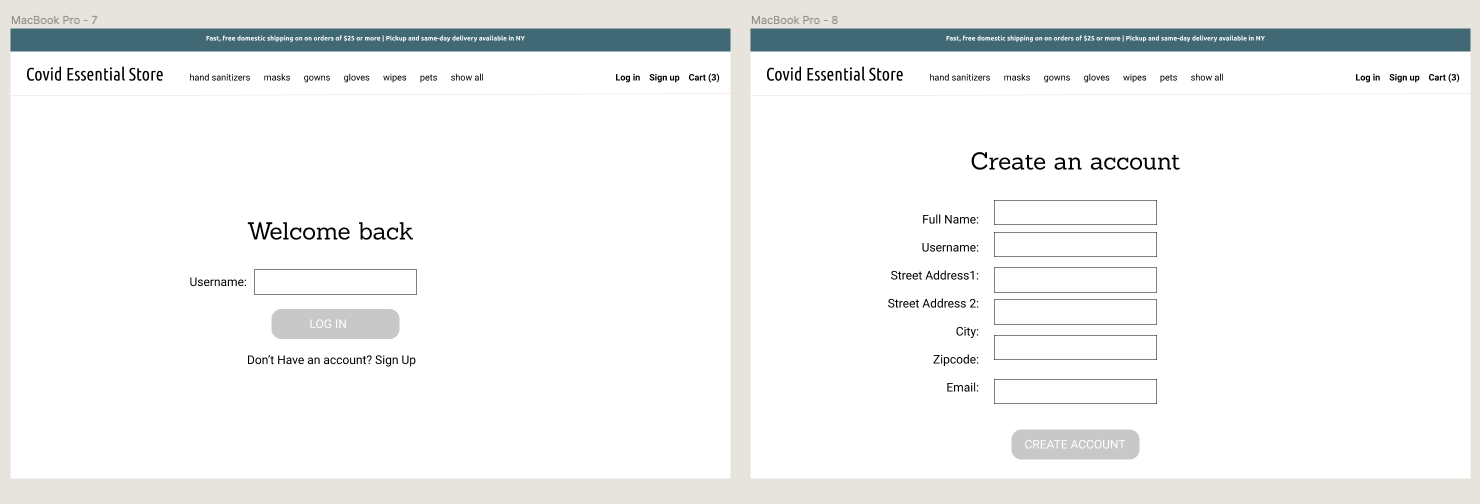 MacBook Pro - 7
Fast, free domestic shipping on on orders of $25 or more | Pickup and same-day delivery available in NY
Covid Essential Store hand sanitizers masks gowns gloves wipes pets show all Log in Sign up Cart (3)
Welcome back
Username:
LOG IN
Don't Have an account? Sign Up
MacBook Pro - 8
Fast, free domestic shipping on on orders of $25 or more | Pickup and same-day delivery available in NY
Covid Essential Store hand sanitizers masks gowns gloves wipes pets show all Log in Sign up Cart (3)
Create an account
Full Name:
Username:
Street Address1:
Street Address 2:
City:
Zipcode:
Email:
CREATE ACCOUNT